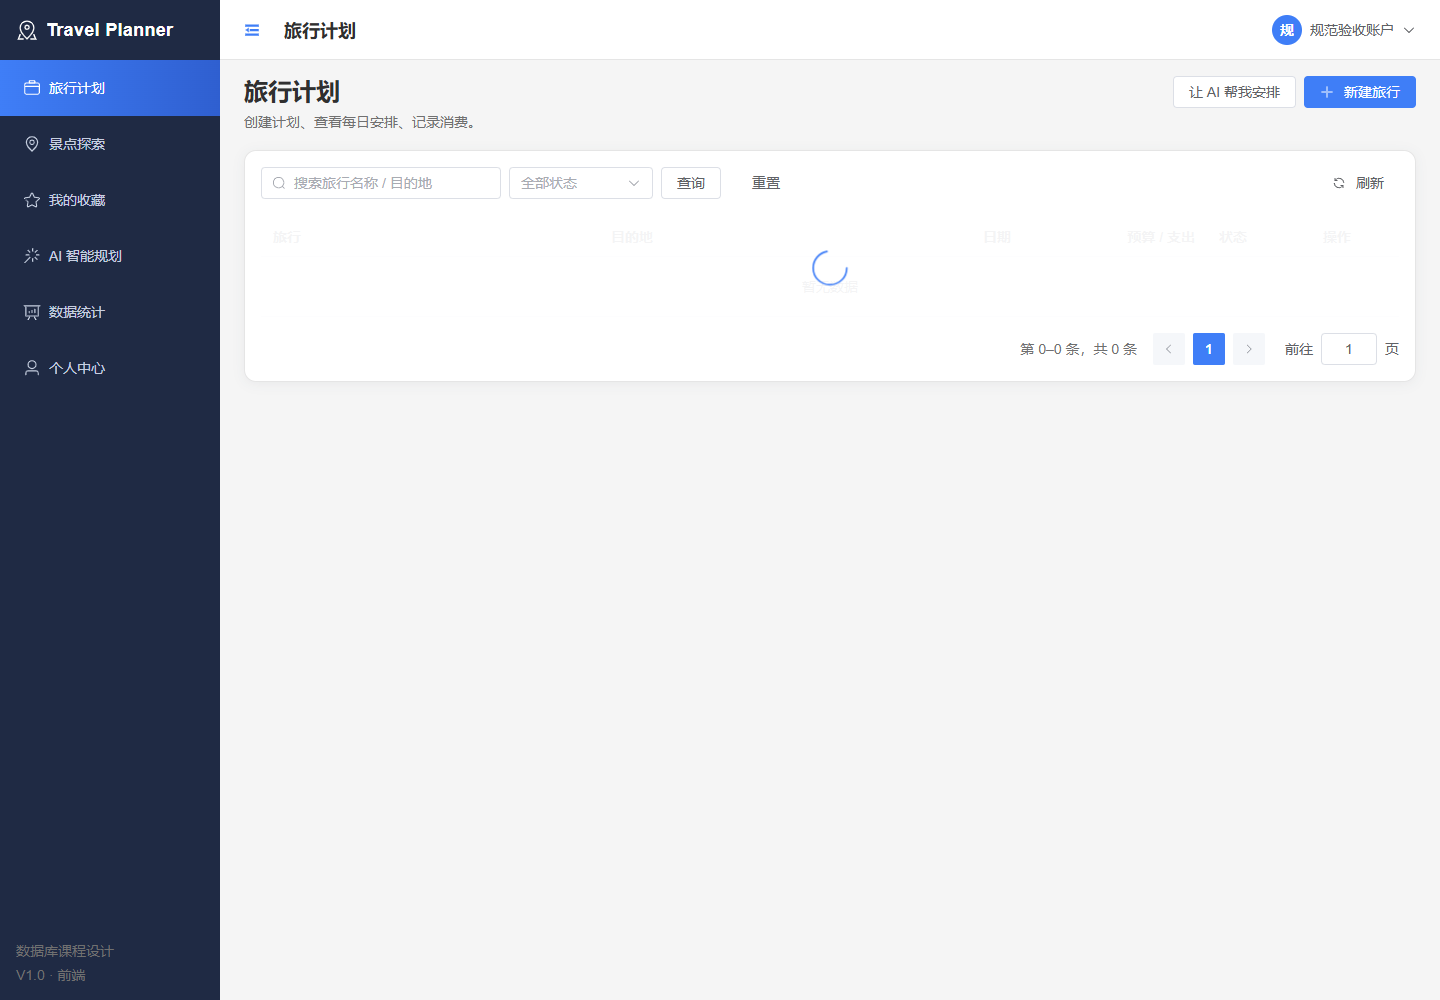 Travel Planner
旅行计划
景点探索
我的收藏
AI 智能规划
数据统计
个人中心
数据库课程设计
V1.0 · 前端
旅行计划
规 规范验收账户
旅行计划
创建计划、查看每日安排、记录消费。
让 AI 帮我安排
新建旅行
搜索旅行名称 / 目的地 全部状态 查询 重置 刷新
旅行 目的地 日期 预算 / 支出 状态 操作
暂无数据
第 0–0 条，共 0 条 1 前往 1 页